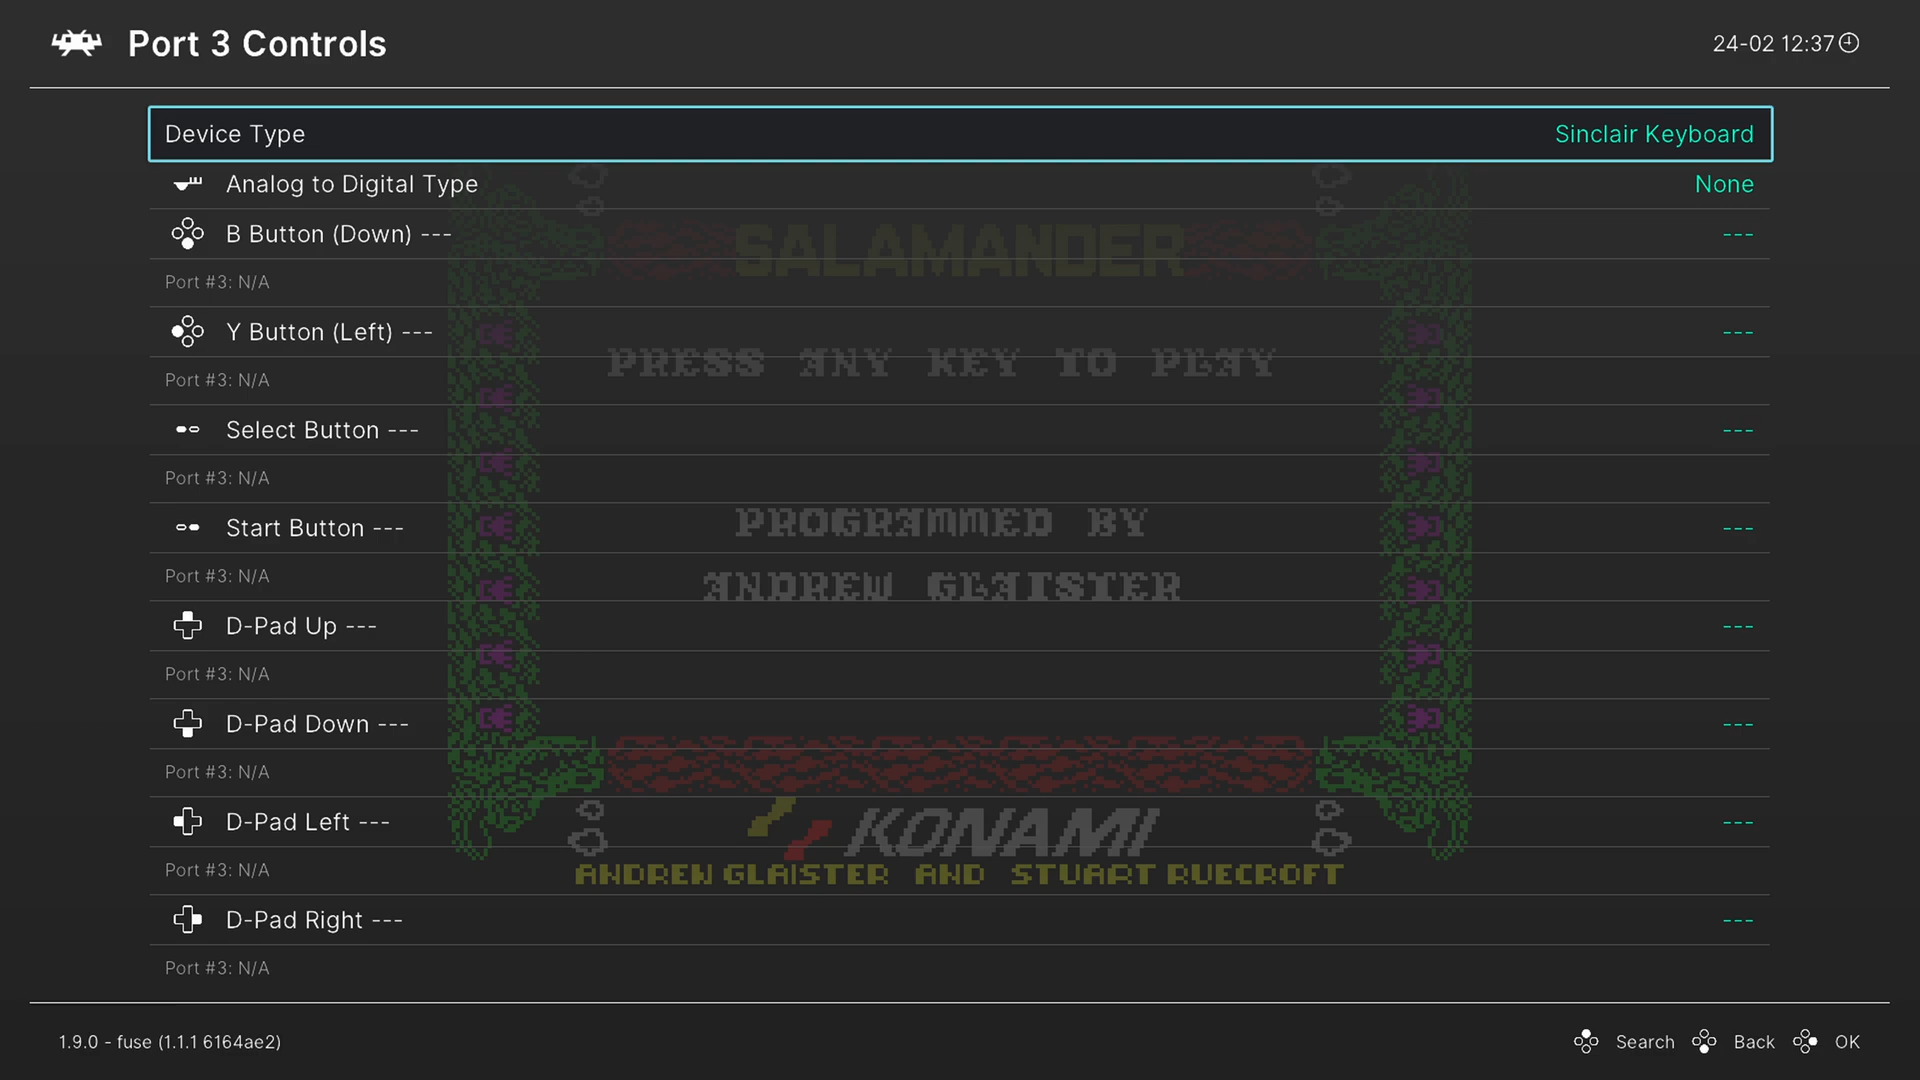 Port 3 Controls
24-02 12:37
Device Type Sinclair Keyboard
Analog to Digital Type None
B Button (Down) --- ---
Port #3: N/A
SALAMANDER
Y Button (Left) --- ---
PRESS ANY KEY TO PLAY
Port #3: N/A
Select Button --- ---
Port #3: N/A
Start Button --- ---
PROGRAMMED BY
Port #3: N/A
ANDREW GLAISTER
D-Pad Up --- ---
Port #3: N/A
D-Pad Down --- ---
Port #3: N/A
D-Pad Left --- ---
KONAMI
Port #3: N/A
ANDREW GLAISTER AND STUART RUECROFT
D-Pad Right --- ---
Port #3: N/A
1.9.0 - fuse (1.1.1 6164ae2)
Search Back OK